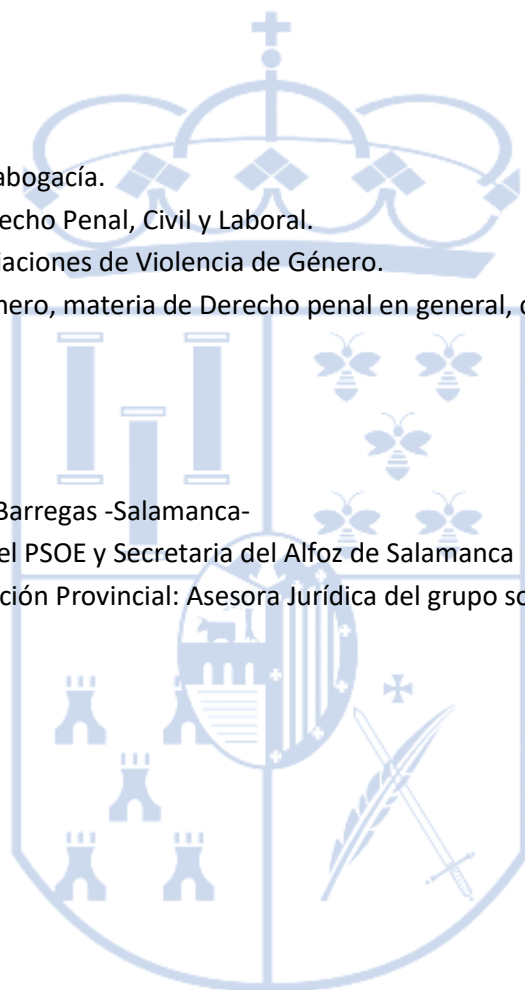 abogacía.
echo Penal, Civil y Laboral.
iaciones de Violencia de Género.
nero, materia de Derecho penal en general, c
Barregas -Salamanca-
el PSOE y Secretaria del Alfoz de Salamanca
ción Provincial: Asesora Jurídica del grupo so